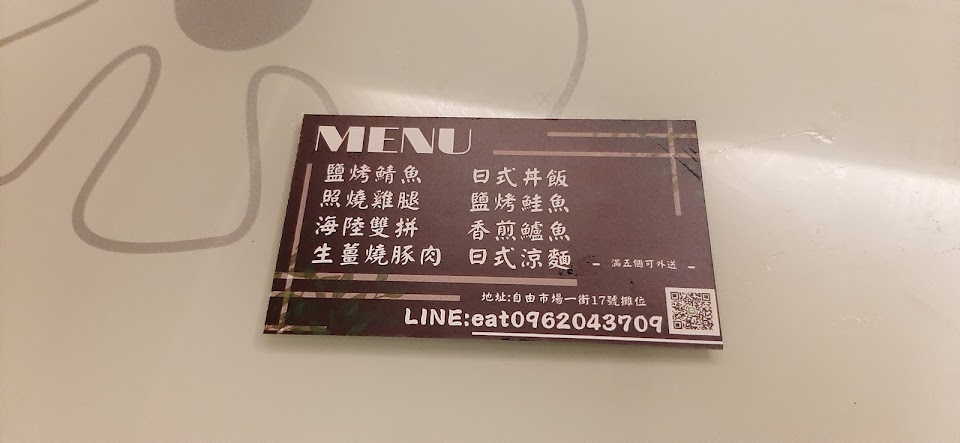 MENU
鹽烤鯖魚
照燒雞腿
海陸雙拼
生薑燒豚肉
日式丼飯
鹽烤鮭魚
香煎鱸魚
日式涼麵
- 滿五個可外送 -
地址:自由市場一街17號攤位
LINE:eat0962043709